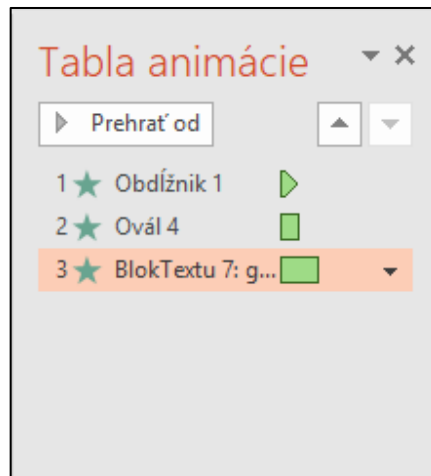 Tabla animácie
Prehrať od
1 Obdĺžnik 1
2 Ovál 4
3 BlokTextu 7: g...